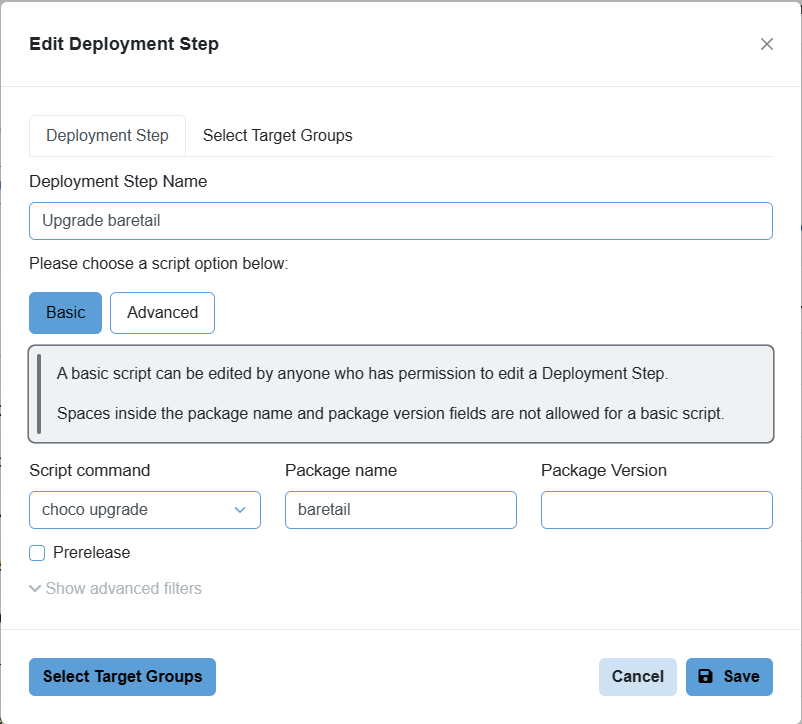 Edit Deployment Step
Deployment Step
Select Target Groups
Deployment Step Name
Upgrade baretail
Please choose a script option below:
Basic
Advanced
A basic script can be edited by anyone who has permission to edit a Deployment Step.
Spaces inside the package name and package version fields are not allowed for a basic script.
Script command
Package name
Package Version
choco upgrade
baretail
Prerelease
Show advanced filters
Select Target Groups
Cancel
Save